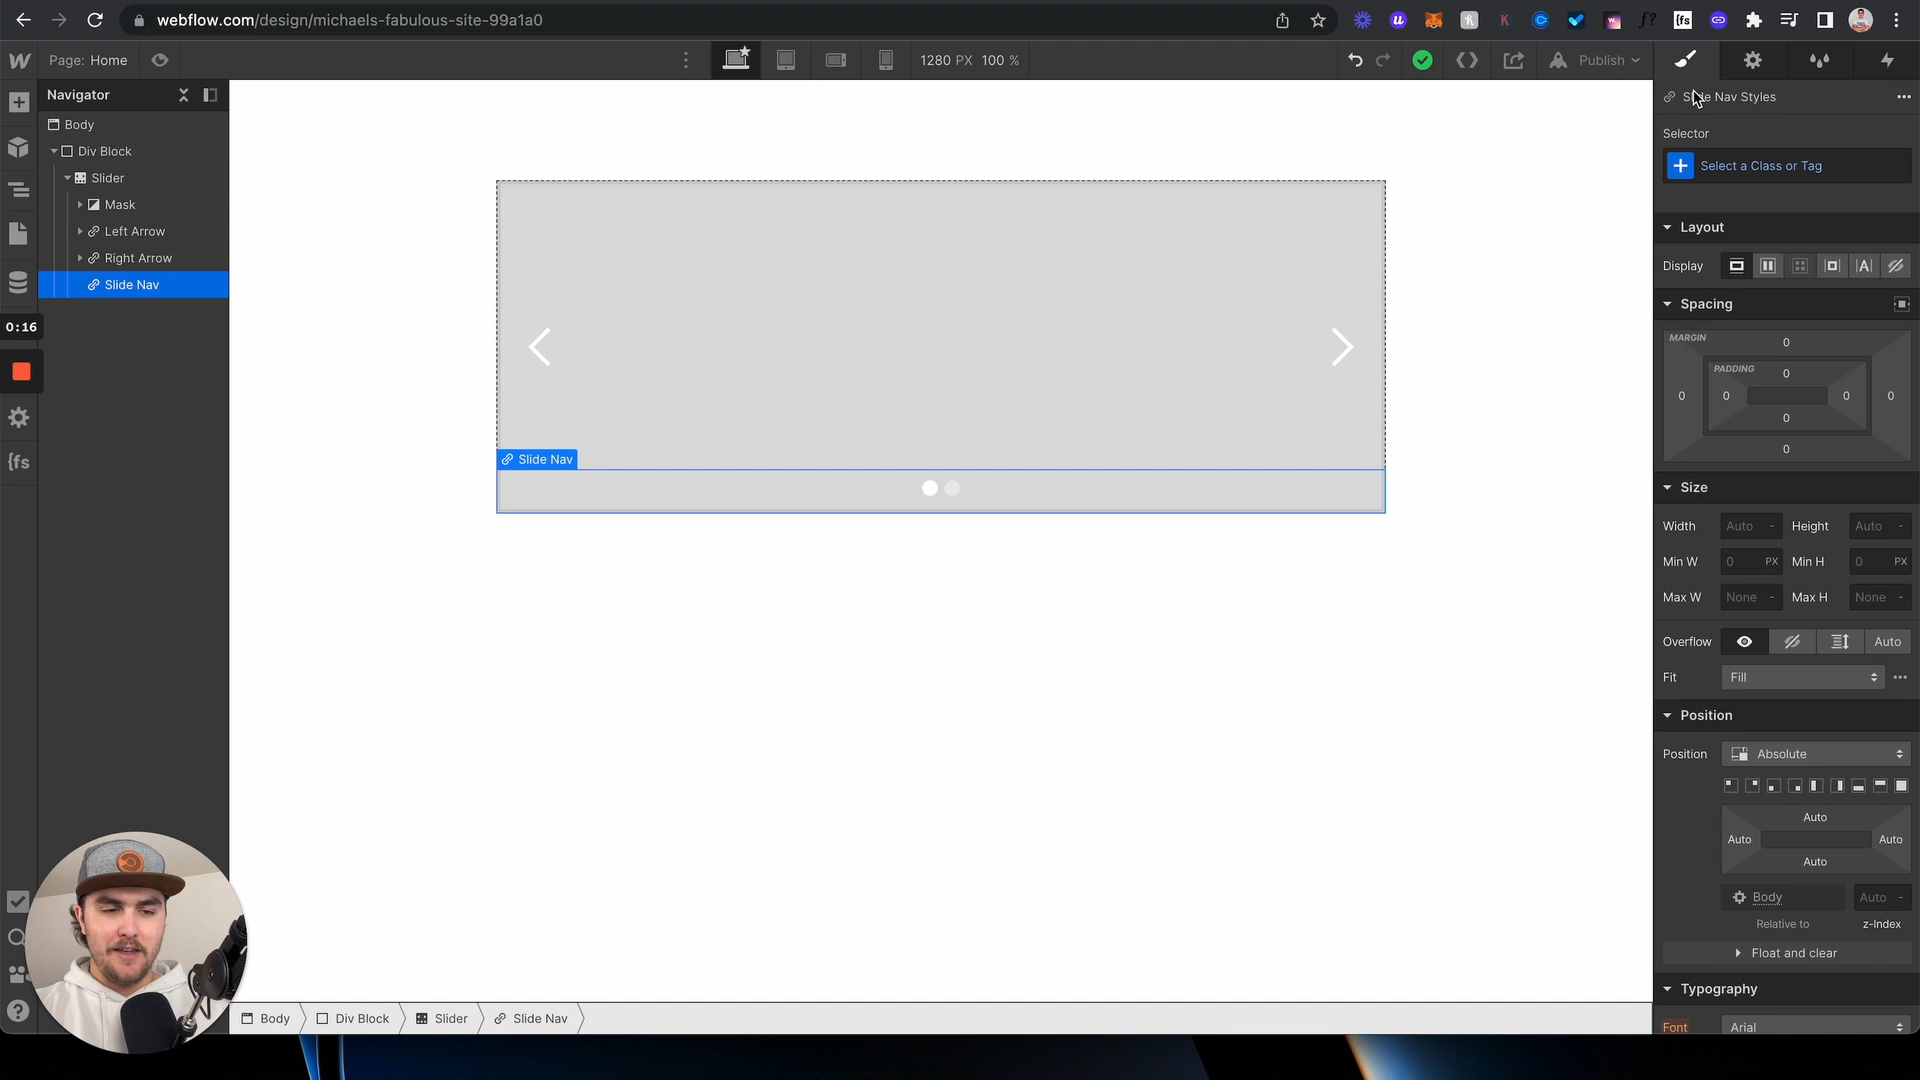 webflow.com/design/michaels-fabulous-site-99a1a0
Page: Home
1280 PX 100 %
Publish
Navigator
Body
Div Block
Slider
Mask
Left Arrow
Right Arrow
Slide Nav
0:16
Slide Nav
Slide Nav Styles
Selector
Select a Class or Tag
Layout
Display
Spacing
MARGIN
0
PADDING
0
0 0 0 0
0
0
Size
Width Auto - Height Auto -
Min W 0 PX Min H 0 PX
Max W None - Max H None -
Overflow Auto
Fit Fill
Position
Position Absolute
Auto
Auto Auto
Auto
Body Auto -
Relative to z-Index
Float and clear
Typography
Font Arial
Body Div Block Slider Slide Nav